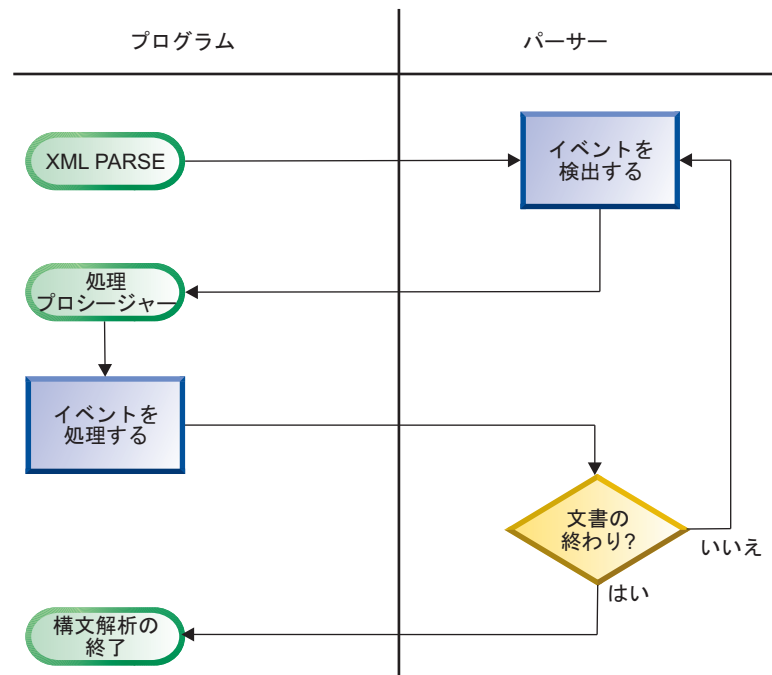 プログラム
パーサー
XML PARSE
イベントを
検出する
処理
プロシージャー
イベントを
処理する
文書の
終わり?
いいえ
はい
構文解析の
終了